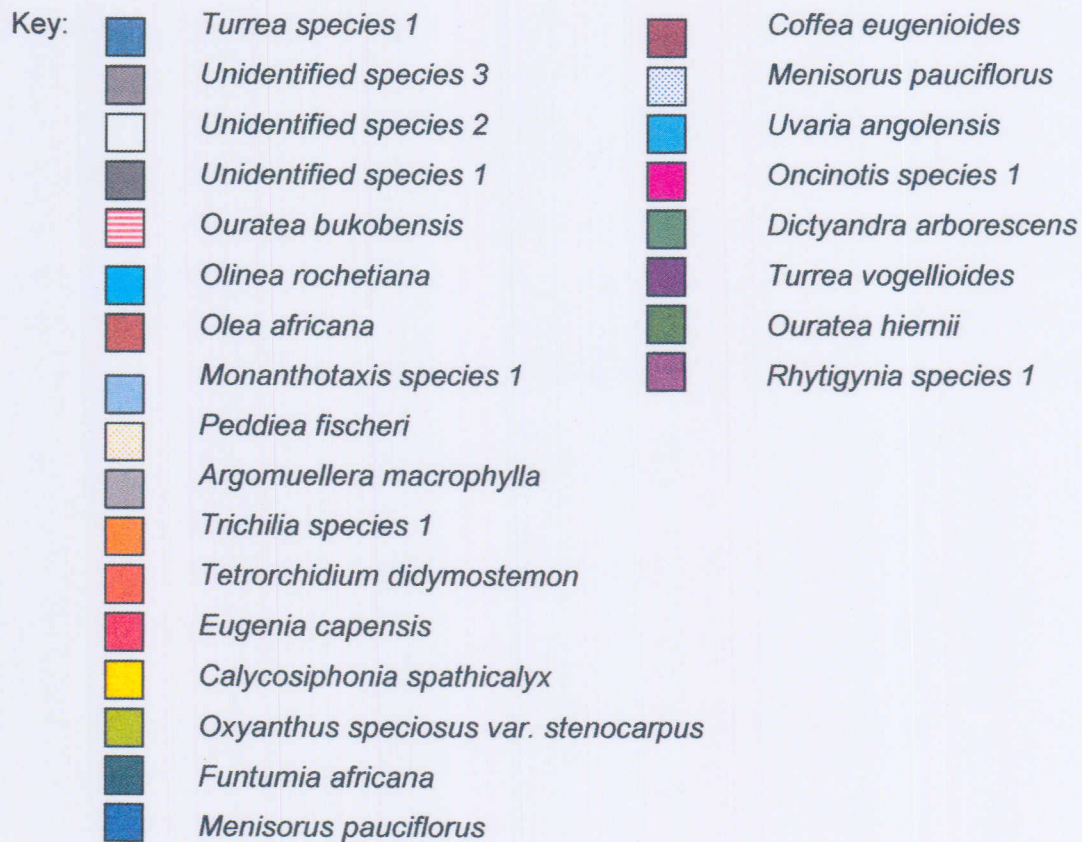 Key:
Turrea species 1
Unidentified species 3
Unidentified species 2
Unidentified species 1
Ouratea bukobensis
Olinea rochetiana
Olea africana
Monanthotaxis species 1
Peddiea fischeri
Argomuellera macrophylla
Trichilia species 1
Tetrorchidium didymostemon
Eugenia capensis
Calycosiphonia spathicalyx
Oxyanthus speciosus var. stenocarpus
Funtumia africana
Menisorus pauciflorus
Coffea eugenioides
Menisorus pauciflorus
Uvaria angolensis
Oncinotis species 1
Dictyandra arborescens
Turrea vogellioides
Ouratea hiernii
Rhytigynia species 1